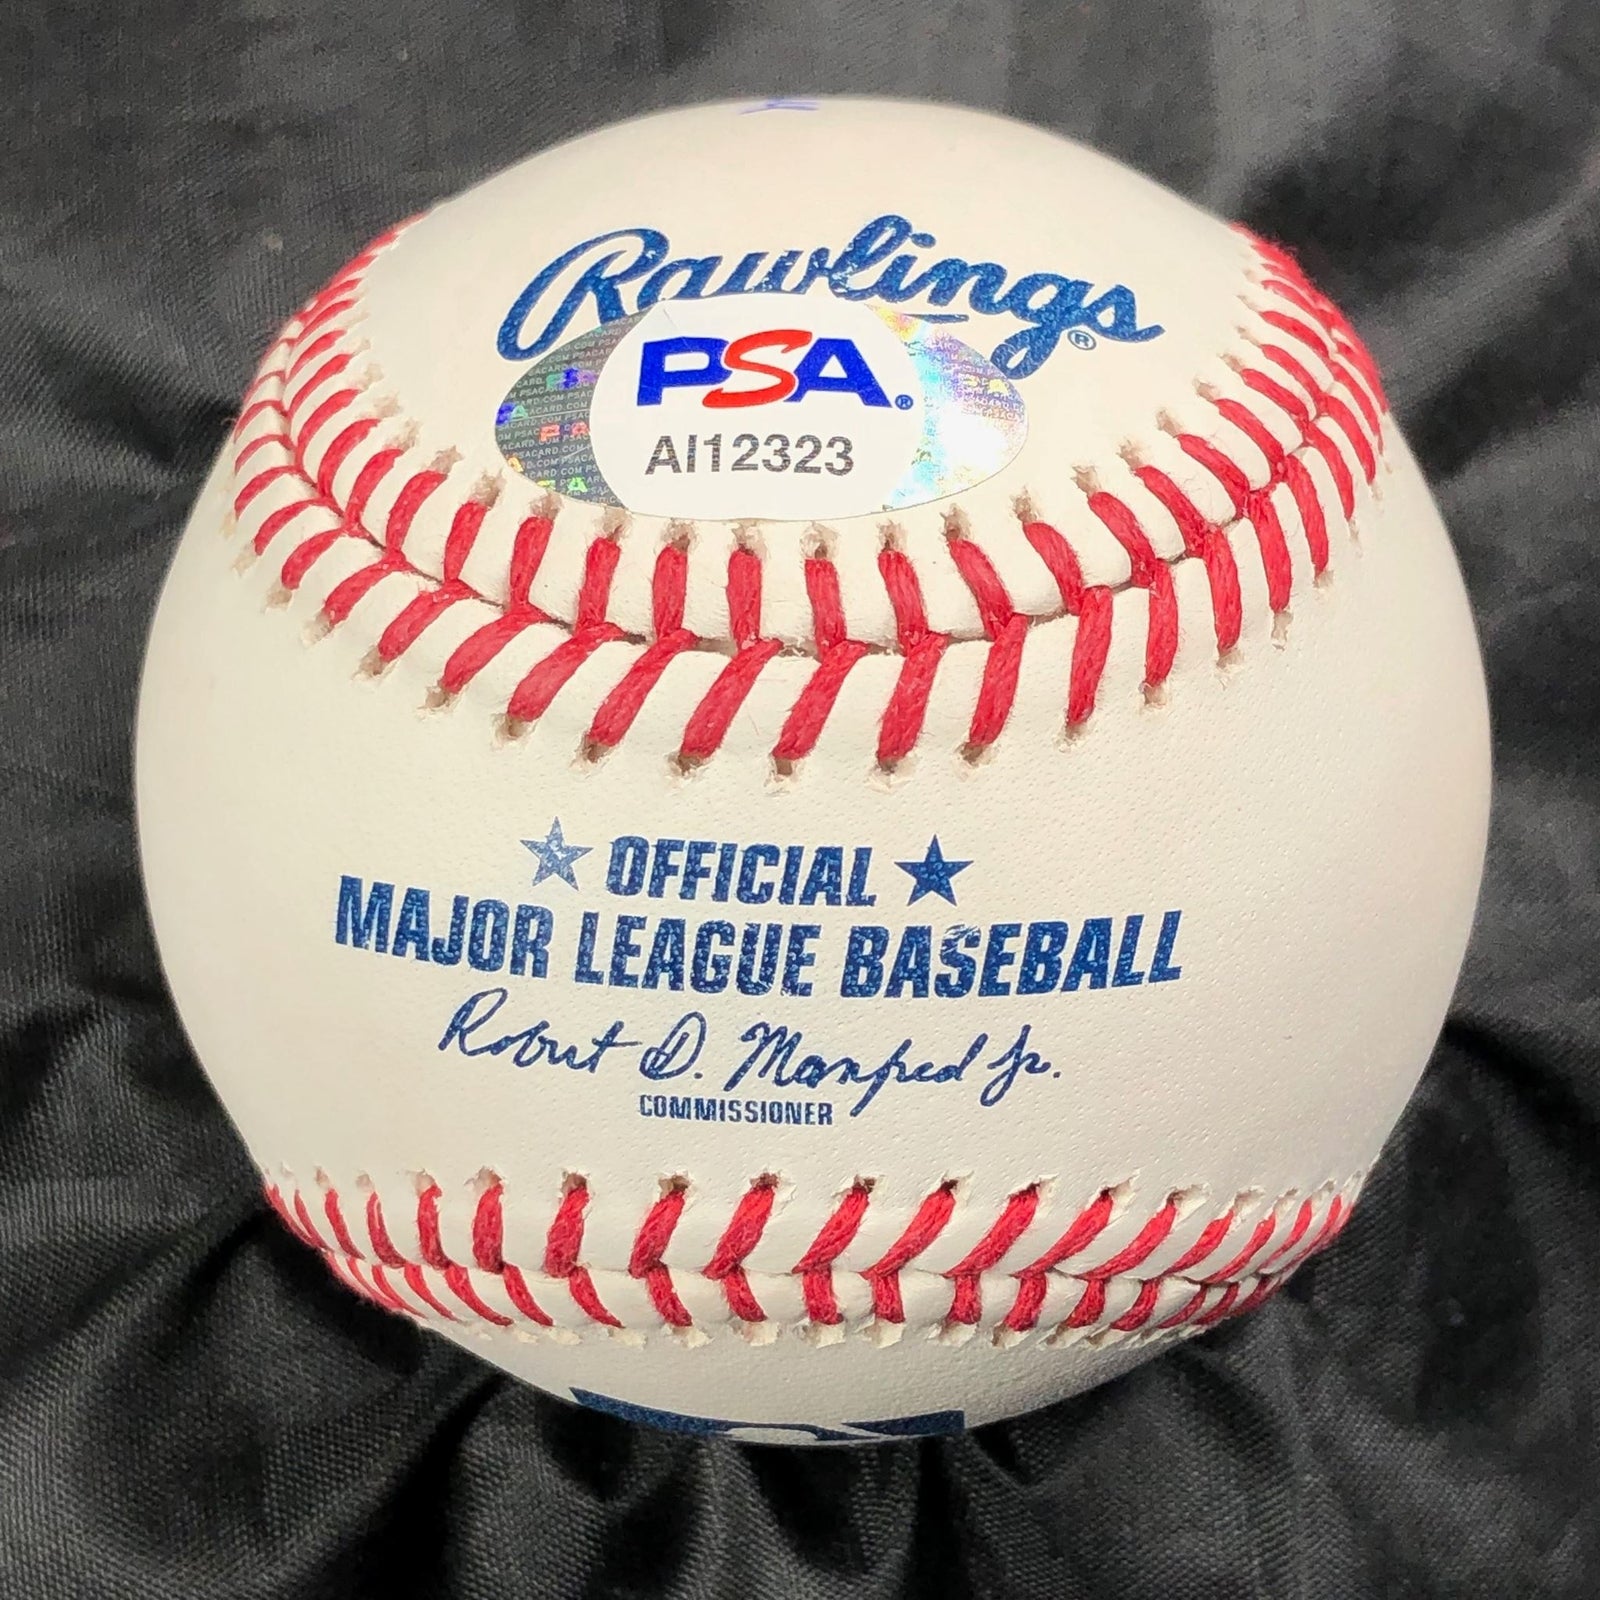 Rawlings®
PSA®
AI12323
★ OFFICIAL ★
MAJOR LEAGUE BASEBALL
Robert D. Manfred Jr.
COMMISSIONER